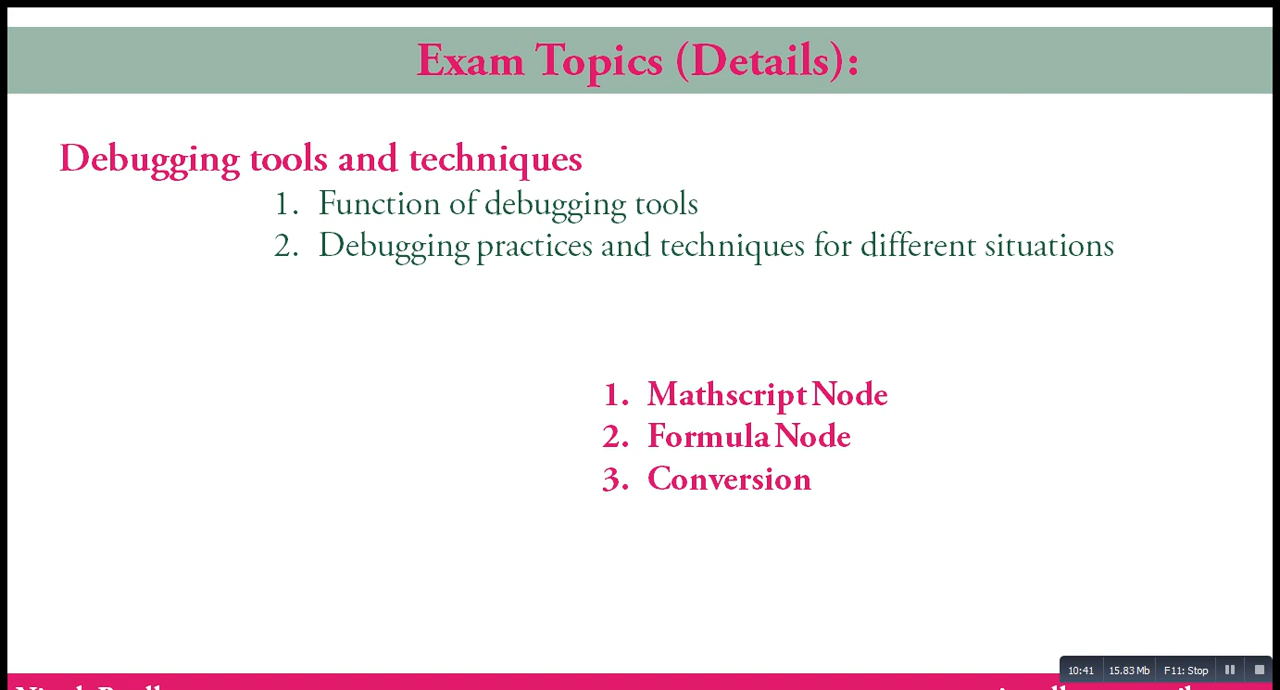 Exam Topics (Details):
Debugging tools and techniques
1. Function of debugging tools
2. Debugging practices and techniques for different situations
1. Mathscript Node
2. Formula Node
3. Conversion
10:41 15.83 Mb F11: Stop